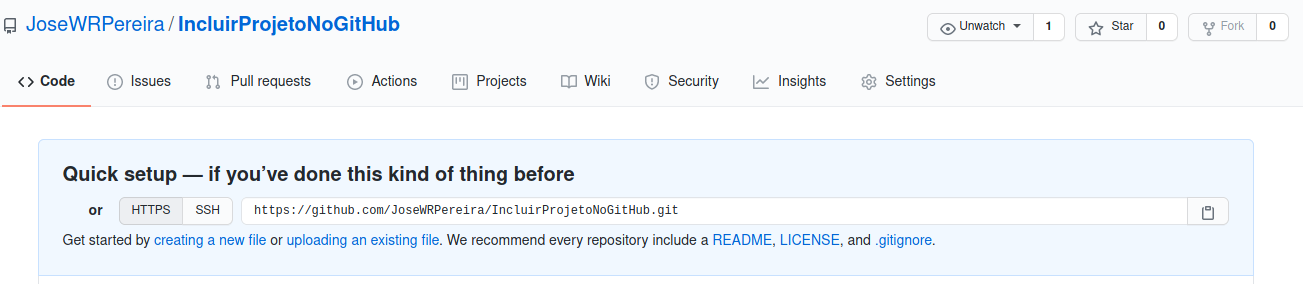 JoseWRPereira / IncluirProjetoNoGitHub
Unwatch 1 Star 0 Fork 0
Code Issues Pull requests Actions Projects Wiki Security Insights Settings
Quick setup — if you’ve done this kind of thing before
or HTTPS SSH https://github.com/JoseWRPereira/IncluirProjetoNoGitHub.git
Get started by creating a new file or uploading an existing file. We recommend every repository include a README, LICENSE, and .gitignore.